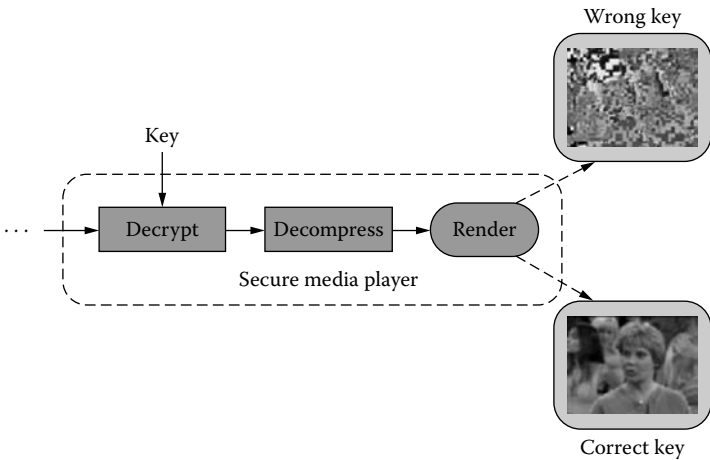 Wrong key
Key
...
Decrypt
Decompress
Render
Secure media player
Correct key